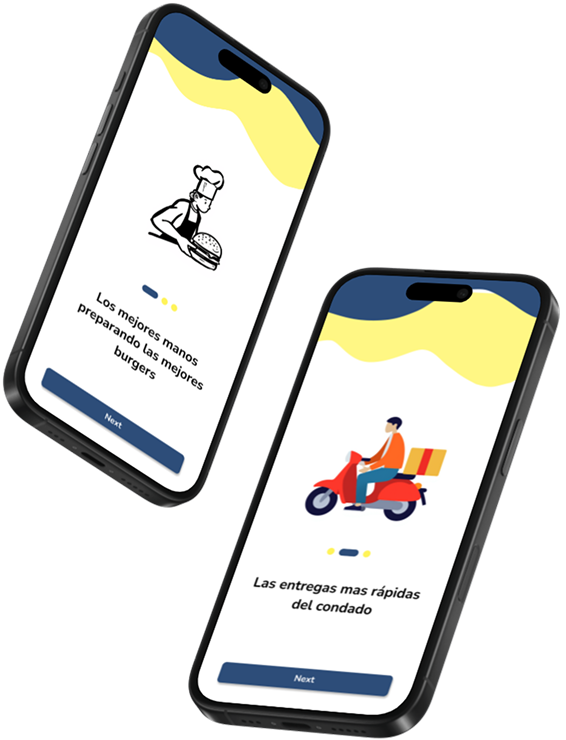 Los mejores manos
preparando las mejores
burgers
Next
Las entregas mas rápidas
del condado
Next